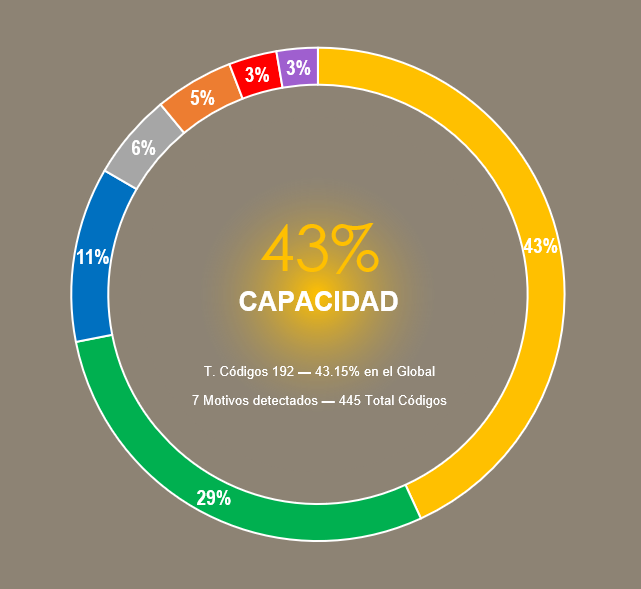 3%
3%
5%
6%
43%
43%
11%
CAPACIDAD
T. Códigos 192 — 43.15% en el Global
7 Motivos detectados — 445 Total Códigos
29%